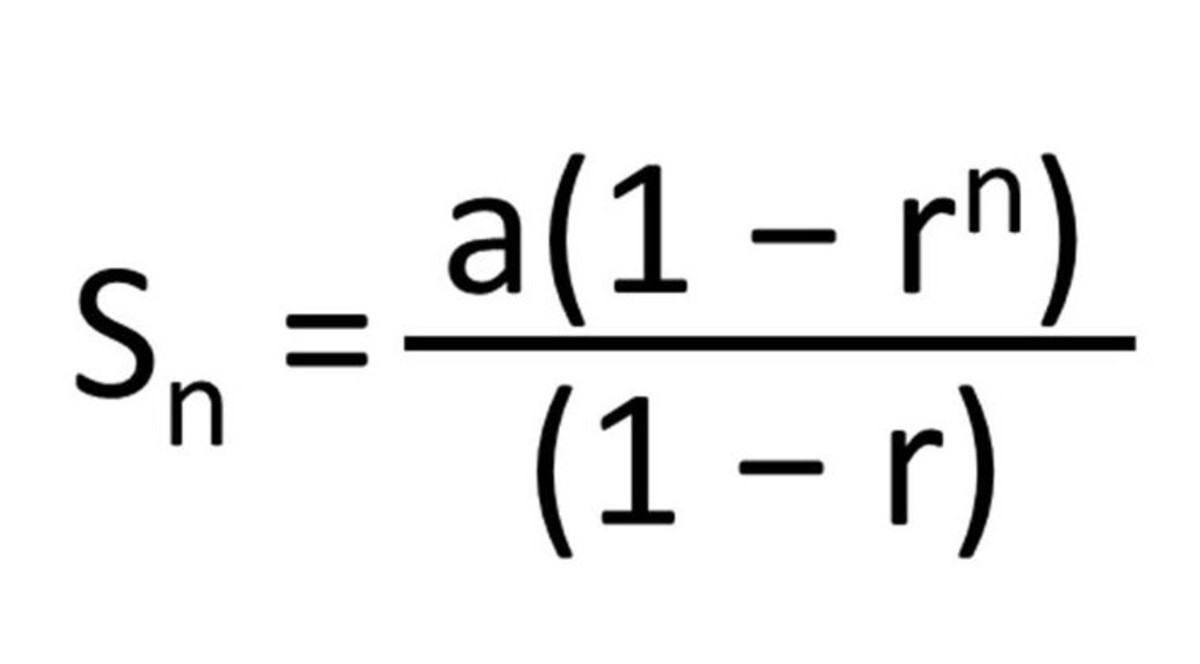 Sₙ = a(1 − rⁿ)
(1 − r)